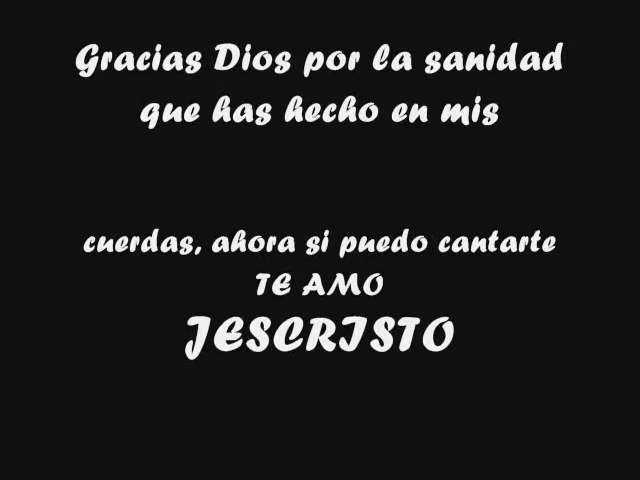 Gracias Dios por la sanidad
que has hecho en mis
cuerdas, ahora si puedo cantarte
TE AMO
JESCRISTO